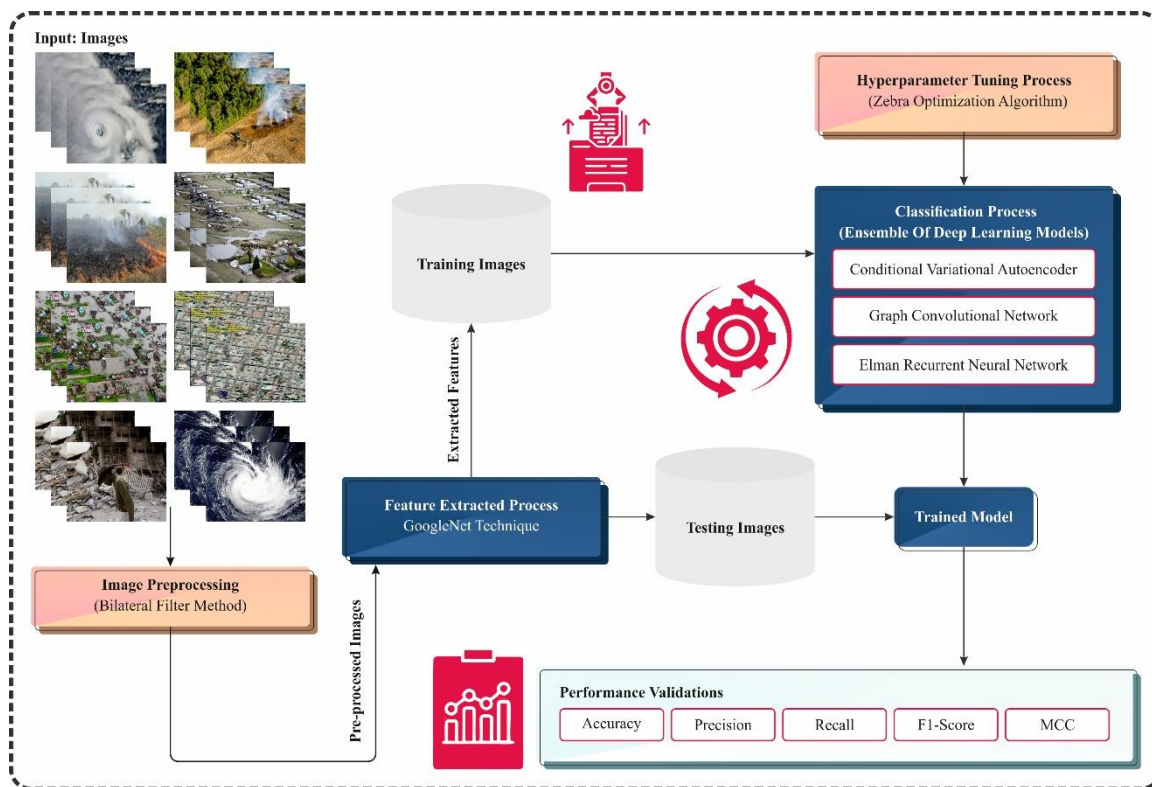 Input: Images
Hyperparameter Tuning Process
(Zebra Optimization Algorithm)
Classification Process
(Ensemble Of Deep Learning Models)
Conditional Variational Autoencoder
Graph Convolutional Network
Elman Recurrent Neural Network
Training Images
Extracted Features
Feature Extracted Process
GoogleNet Technique
Testing Images
Trained Model
Image Preprocessing
(Bilateral Filter Method)
Pre-processed Images
Performance Validations
Accuracy
Precision
Recall
F1-Score
MCC